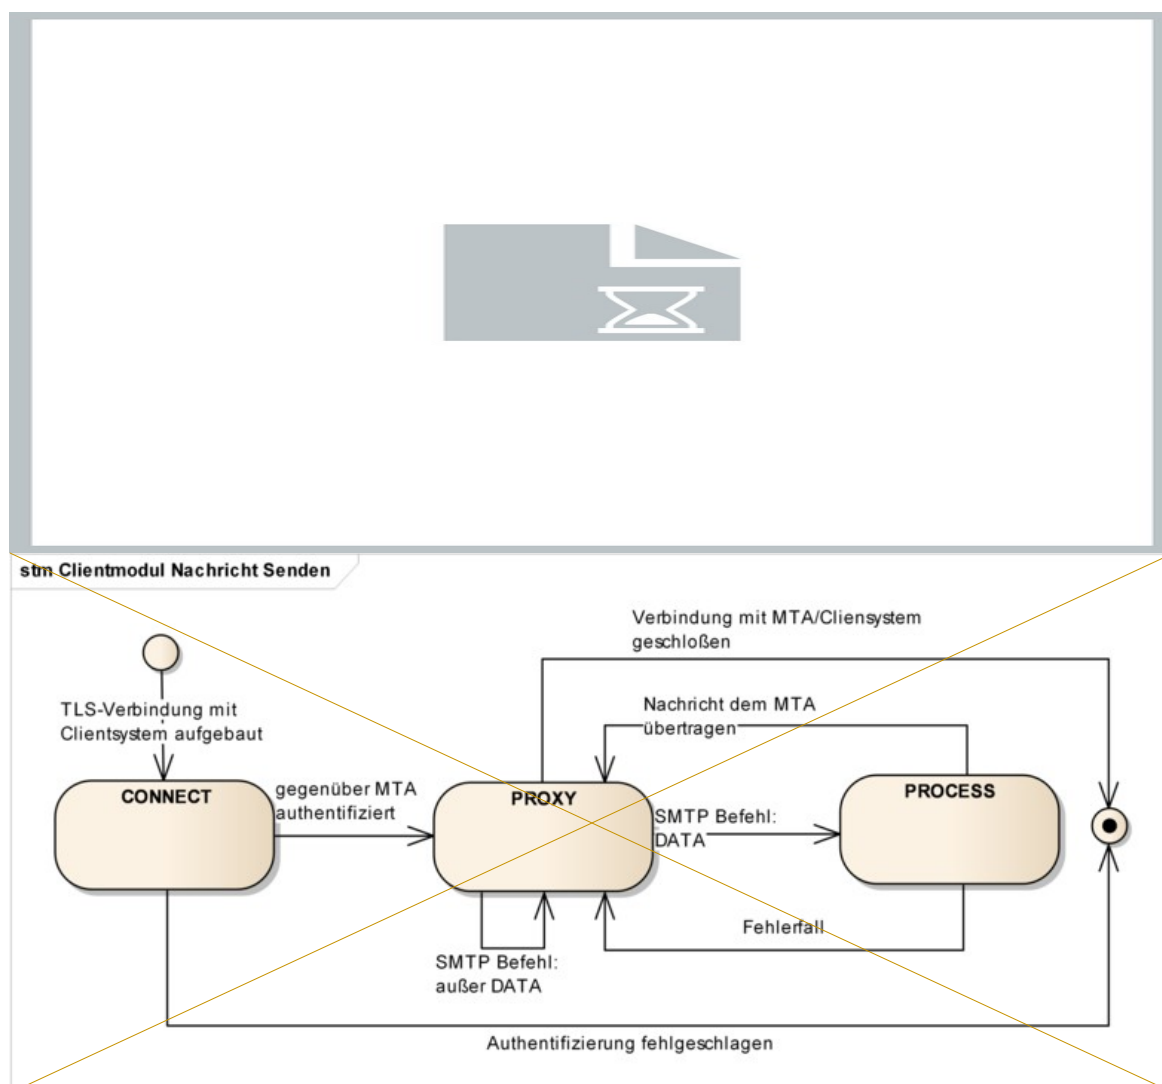 stm Clientmodul Nachricht Senden
Verbindung mit MTA/Cliensystem
geschloßen
TLS-Verbindung mit
Clientsystem aufgebaut
Nachricht dem MTA
übertragen
CONNECT
gegenüber MTA
authentifiziert
PROXY
SMTP Befehl:
DATA
PROCESS
Fehlerfall
SMTP Befehl:
außer DATA
Authentifizierung fehlgeschlagen